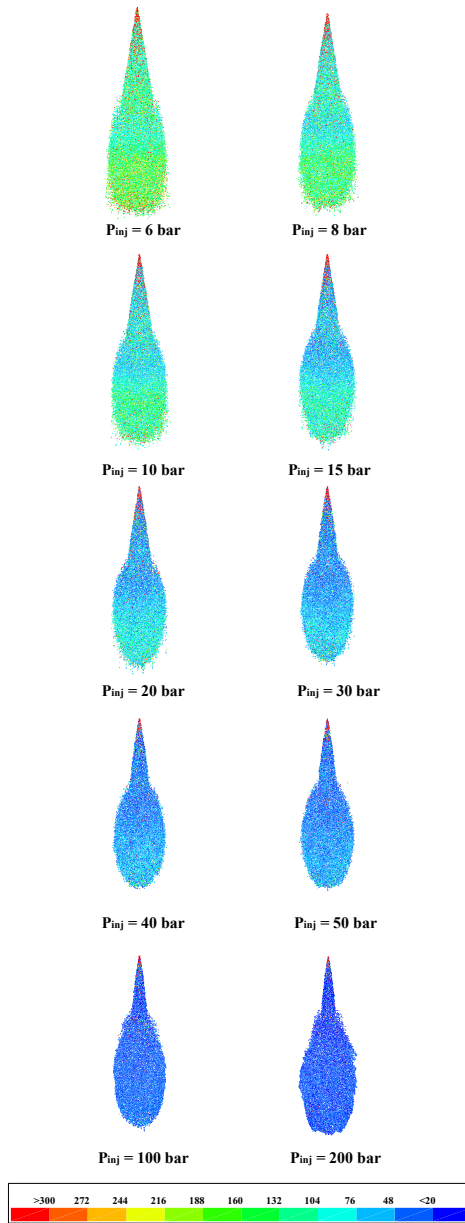 Pinj = 6 bar
Pinj = 8 bar
Pinj = 10 bar
Pinj = 15 bar
Pinj = 20 bar
Pinj = 30 bar
Pinj = 40 bar
Pinj = 50 bar
Pinj = 100 bar
Pinj = 200 bar
>300 272 244 216 188 160 132 104 76 48 <20